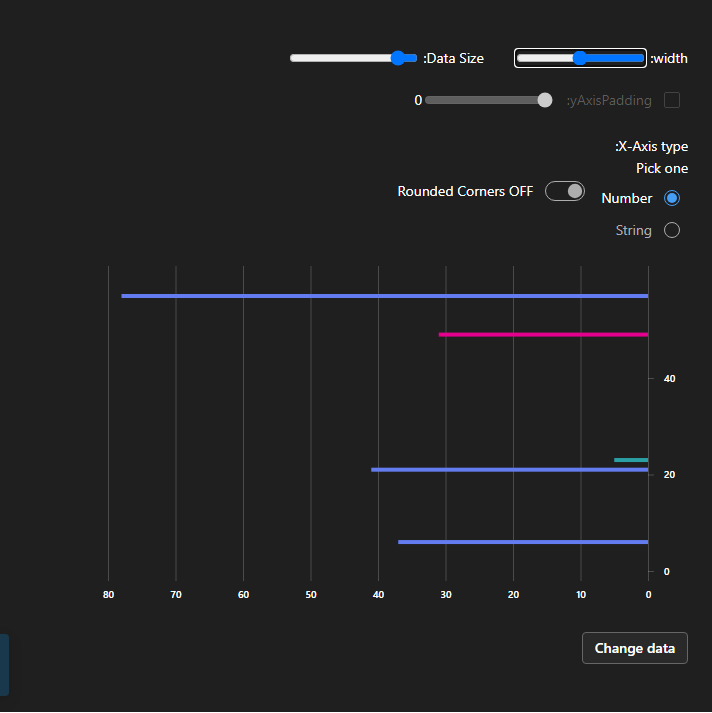 :width
:Data Size
:yAxisPadding
0
:X-Axis type
Pick one
Number
String
Rounded Corners OFF
40
20
0
80 70 60 50 40 30 20 10 0
Change data